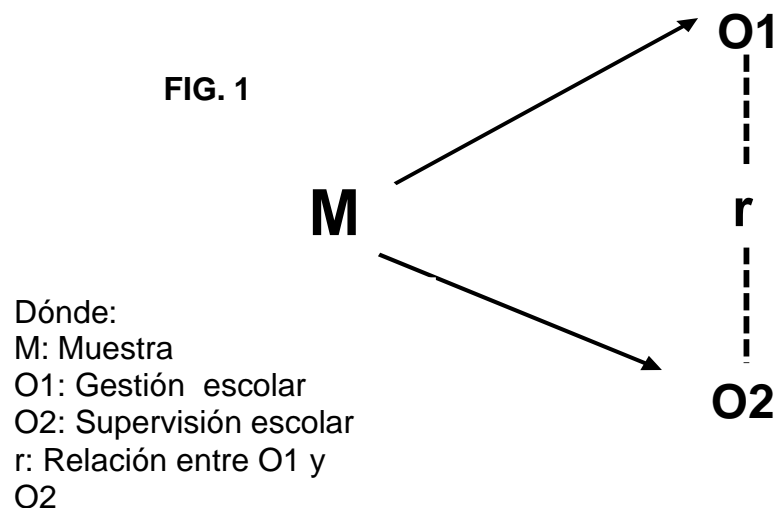 O1
FIG. 1
M
r
Dónde:
M: Muestra
O1: Gestión  escolar
O2: Supervisión escolar
r: Relación entre O1 y
O2
O2